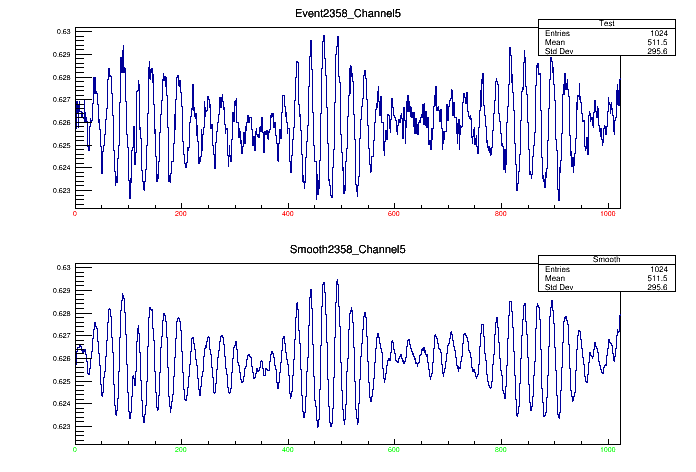 Event2358_Channel5
Test
Entries 1024
Mean 511.5
Std Dev 295.6
0.63
0.629
0.628
0.627
0.626
0.625
0.624
0.623
0 200 400 600 800 1000
Smooth2358_Channel5
Smooth
Entries 1024
Mean 511.5
Std Dev 295.6
0.63
0.629
0.628
0.627
0.626
0.625
0.624
0.623
0 200 400 600 800 1000